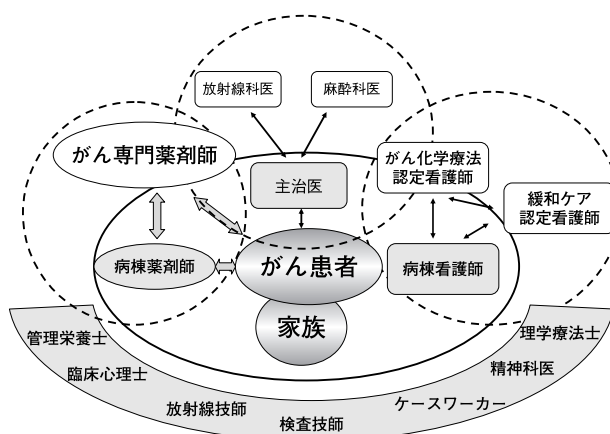 放射線科医
麻酔科医
がん専門薬剤師
がん化学療法
認定看護師
主治医
緩和ケア
認定看護師
病棟薬剤師
がん患者
病棟看護師
家族
管理栄養士
理学療法士
臨床心理士
精神科医
放射線技師
ケースワーカー
検査技師